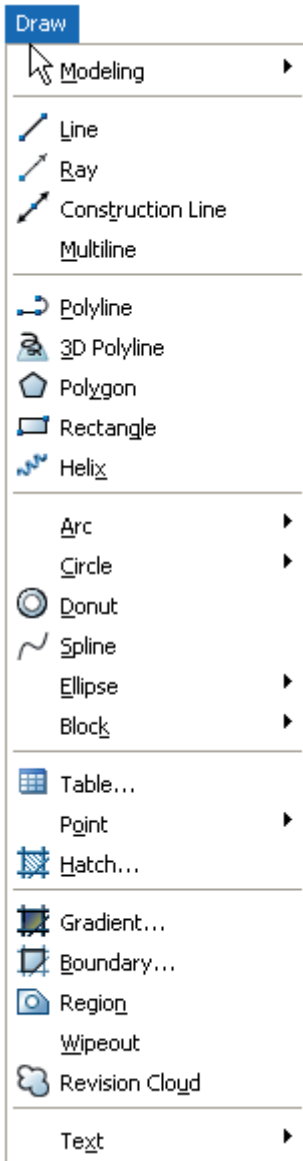 Draw
Modeling
Line
Ray
Construction Line
Multiline
Polyline
3D Polyline
Polygon
Rectangle
Helix
Arc
Circle
Donut
Spline
Ellipse
Block
Table...
Point
Hatch...
Gradient...
Boundary...
Region
Wipeout
Revision Cloud
Text